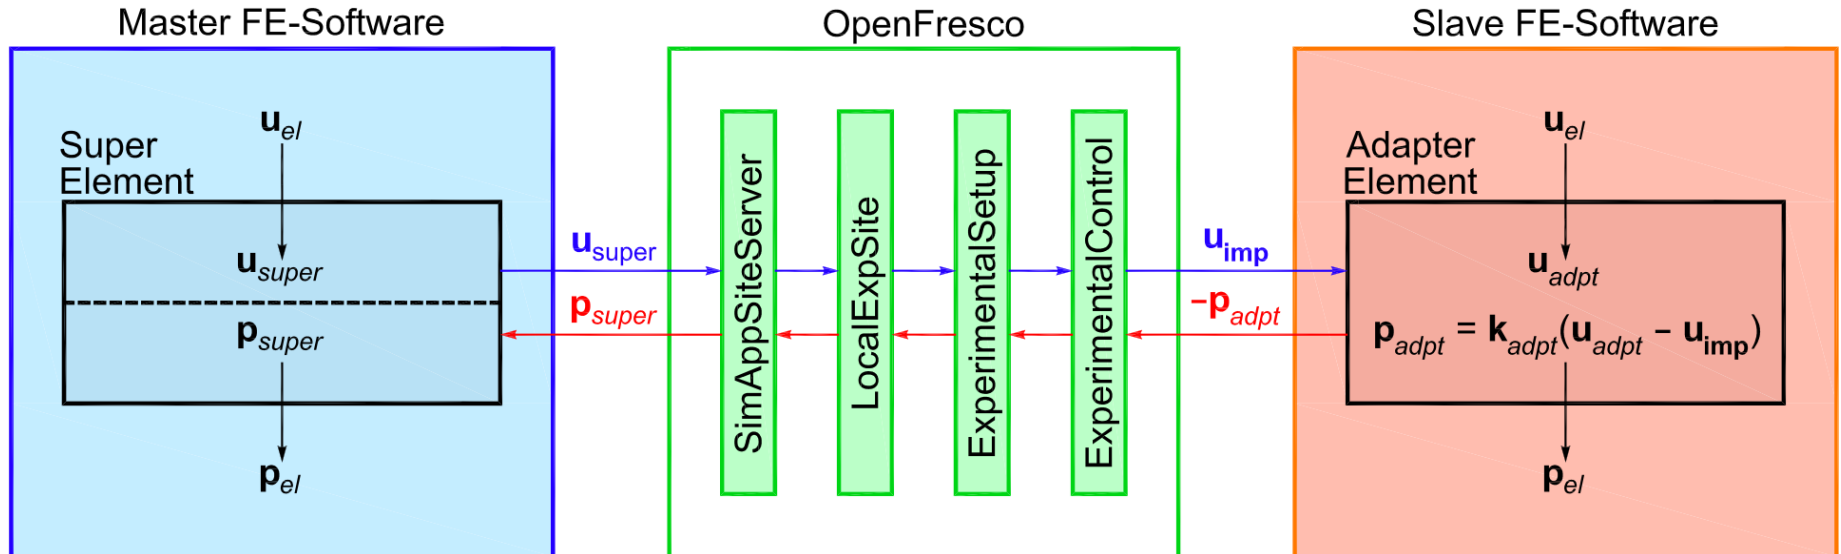 Master FE-Software
u_el
Super
Element
u_super
p_super
p_el
u_super
p_super
OpenFresco
SimAppSiteServer
LocalExpSite
ExperimentalSetup
ExperimentalControl
u_imp
–p_adpt
Slave FE-Software
u_el
Adapter
Element
u_adpt
p_adpt = k_adpt(u_adpt – u_imp)
p_el